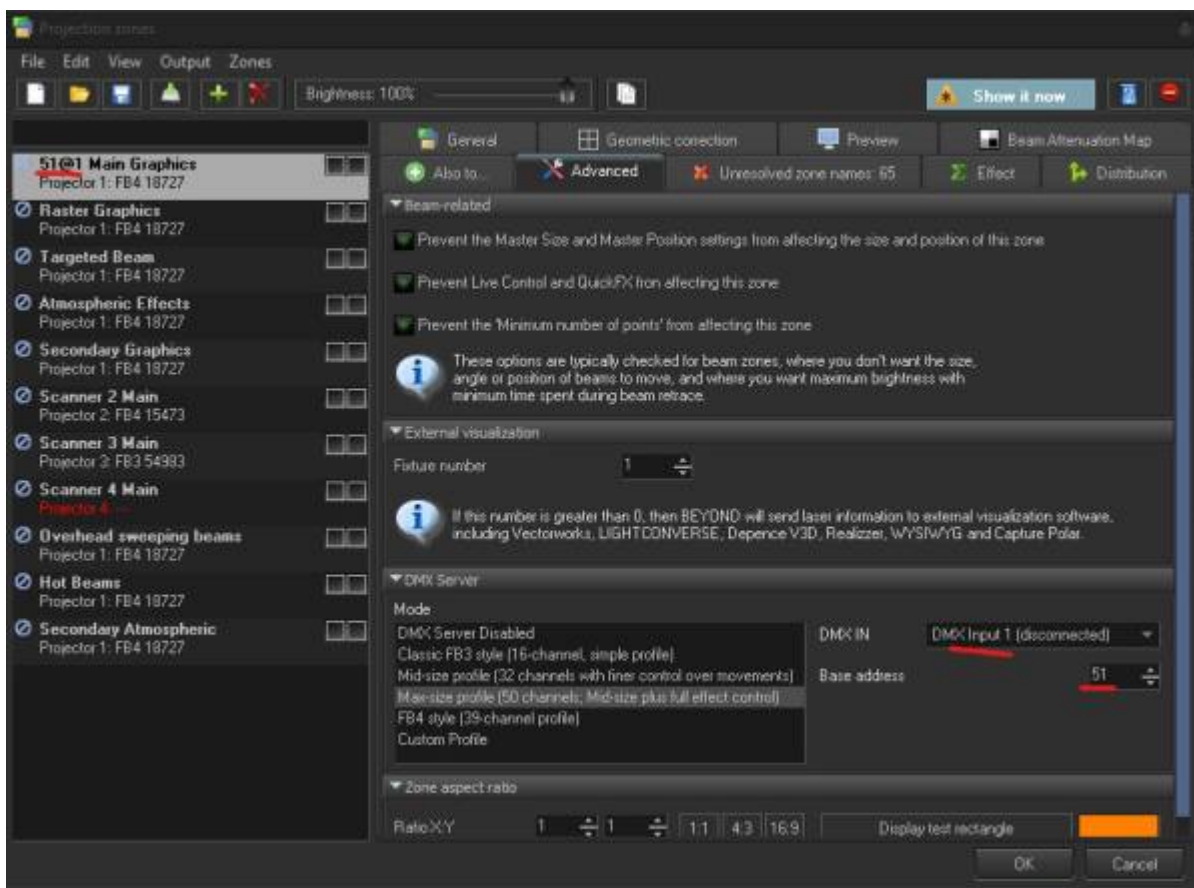 Projection zones
File Edit View Output Zones
Brightness: 100%
Show it now
General
Geometric correction
Preview
Beam Attenuation Map
Also to...
Advanced
Unresolved zone names: 65
Effect
Distribution
51@1 Main Graphics
Projector 1: FB4 18727
Raster Graphics
Projector 1: FB4 18727
Targeted Beam
Projector 1: FB4 18727
Atmospheric Effects
Projector 1: FB4 18727
Secondary Graphics
Projector 1: FB4 18727
Scanner 2 Main
Projector 2: FB4 15473
Scanner 3 Main
Projector 3: FB3 54983
Scanner 4 Main
Projector 4: ---
Overhead sweeping beams
Projector 1: FB4 18727
Hot Beams
Projector 1: FB4 18727
Secondary Atmospheric
Projector 1: FB4 18727
Beam-related
Prevent the Master Size and Master Position settings from affecting the size and position of this zone
Prevent Live Control and QuickFX from affecting this zone
Prevent the 'Minimum number of points' from affecting this zone
These options are typically checked for beam zones, where you don't want the size,
angle or position of beams to move, and where you want maximum brightness with
minimum time spent during beam retrace.
External visualization
Fixture number 1
If this number is greater than 0, then BEYOND will send laser information to external visualization software,
including Vectorworks, LIGHTCONVERSE, Depence V3D, Realizzer, WYSIWYG and Capture Polar.
DMX Server
Mode
DMX Server Disabled
Classic FB3 style (16-channel, simple profile)
Mid-size profile (32 channels with finer control over movements)
Max-size profile (50 channels; Mid-size plus full effect control)
FB4 style (39-channel profile)
Custom Profile
DMX IN DMX Input 1 (disconnected)
Base address 51
Zone aspect ratio
Ratio X:Y 1 1 1:1 4:3 16:9 Display test rectangle
OK Cancel